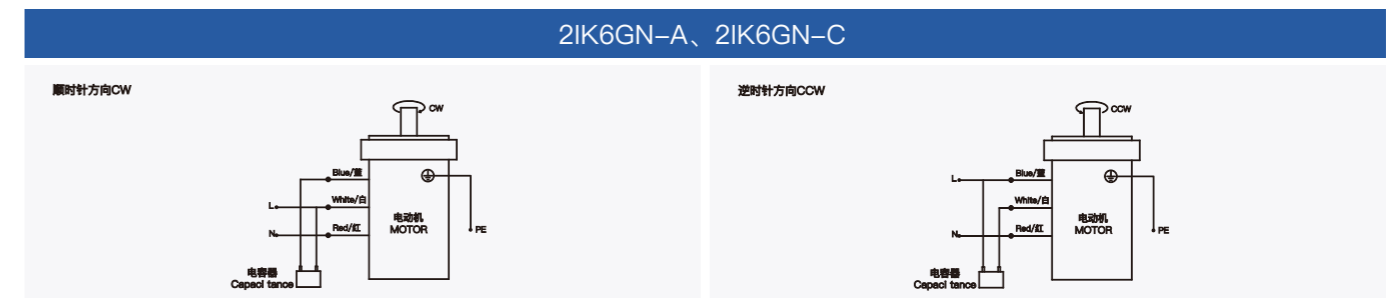 2IK6GN-A、2IK6GN-C
顺时针方向CW
CW
Blue/蓝
L
White/白
N
Red/红
电动机
MOTOR
PE
电容器
Capaci tance
逆时针方向CCW
CCW
L
Blue/蓝
White/白
N
Red/红
电动机
MOTOR
PE
电容器
Capaci tance